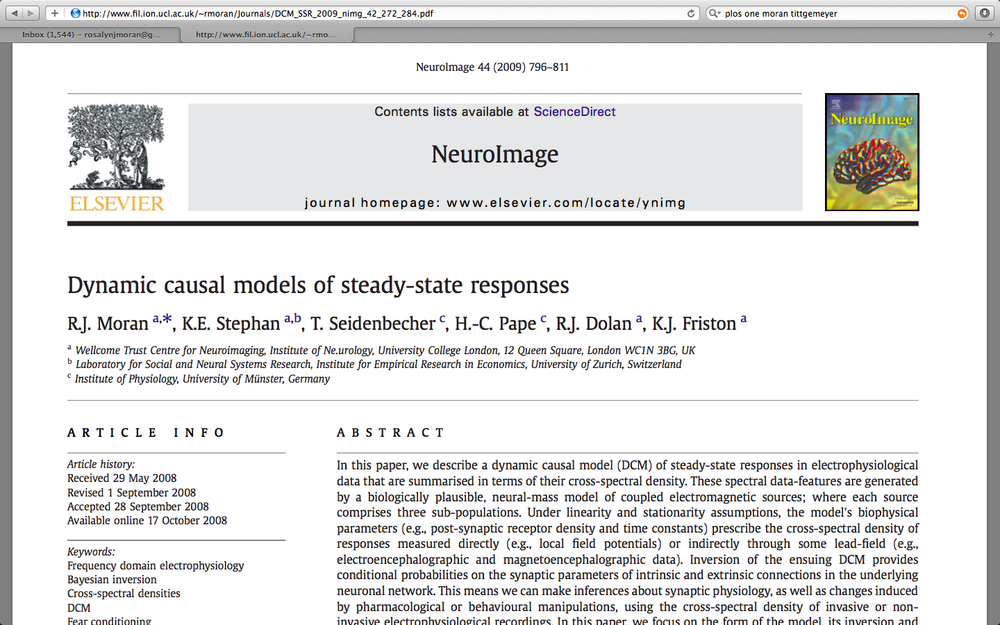 http://www.fil.ion.ucl.ac.uk/~rmoran/Journals/DCM_SSR_2009_nimg_42_272_284.pdf
plos one moran tittgemeyer
Inbox (1,544) – rosalynjmoran@g...
http://www.fil.ion.ucl.ac.uk/~rmo...
NeuroImage 44 (2009) 796–811
Contents lists available at ScienceDirect
NeuroImage
journal homepage: www.elsevier.com/locate/ynimg
ELSEVIER
NeuroImage
Dynamic causal models of steady-state responses
R.J. Moran a,*, K.E. Stephan a,b, T. Seidenbecher c, H.-C. Pape c, R.J. Dolan a, K.J. Friston a
a Wellcome Trust Centre for Neuroimaging, Institute of Ne.urology, University College London, 12 Queen Square, London WC1N 3BG, UK
b Laboratory for Social and Neural Systems Research, Institute for Empirical Research in Economics, University of Zurich, Switzerland
c Institute of Physiology, University of Münster, Germany
ARTICLE INFO
Article history:
Received 29 May 2008
Revised 1 September 2008
Accepted 28 September 2008
Available online 17 October 2008
Keywords:
Frequency domain electrophysiology
Bayesian inversion
Cross-spectral densities
DCM
Fear conditioning
ABSTRACT
In this paper, we describe a dynamic causal model (DCM) of steady-state responses in electrophysiological
data that are summarised in terms of their cross-spectral density. These spectral data-features are generated
by a biologically plausible, neural-mass model of coupled electromagnetic sources; where each source
comprises three sub-populations. Under linearity and stationarity assumptions, the model's biophysical
parameters (e.g., post-synaptic receptor density and time constants) prescribe the cross-spectral density of
responses measured directly (e.g., local field potentials) or indirectly through some lead-field (e.g.,
electroencephalographic and magnetoencephalographic data). Inversion of the ensuing DCM provides
conditional probabilities on the synaptic parameters of intrinsic and extrinsic connections in the underlying
neuronal network. This means we can make inferences about synaptic physiology, as well as changes induced
by pharmacological or behavioural manipulations, using the cross-spectral density of invasive or non-
invasive electrophysiological recordings. In this paper, we focus on the form of the model, its inversion and